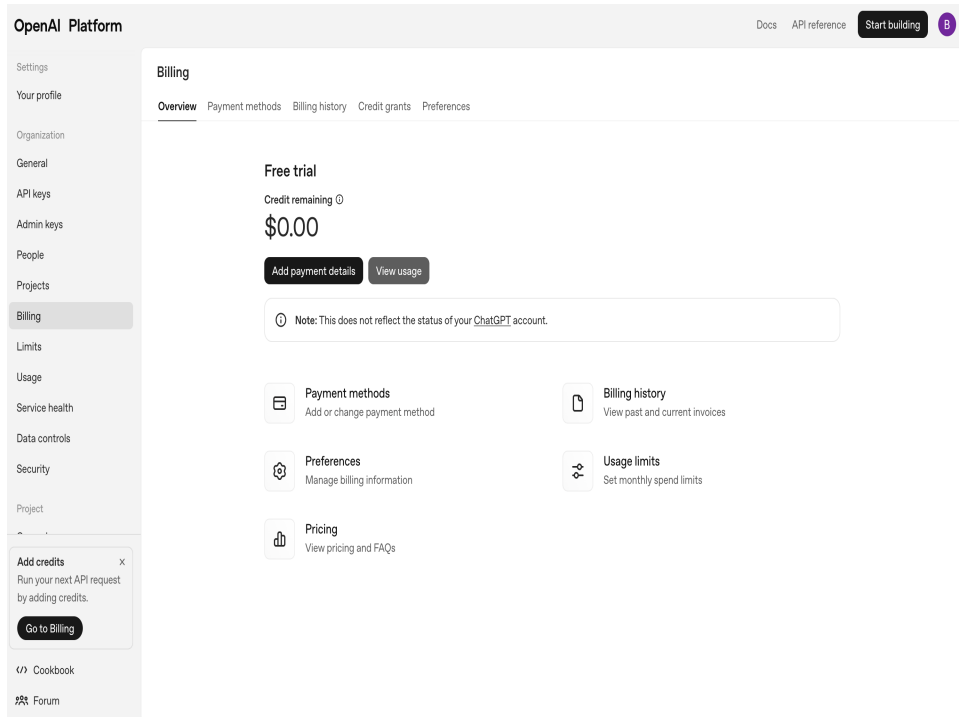 OpenAI Platform
Docs
API reference
Start building
B
Settings
Your profile
Organization
General
API keys
Admin keys
People
Projects
Billing
Limits
Usage
Service health
Data controls
Security
Project
Add credits
X
Run your next API request
by adding credits.
Go to Billing
Cookbook
Forum
Billing
Overview
Payment methods
Billing history
Credit grants
Preferences
Free trial
Credit remaining
$0.00
Add payment details
View usage
Note: This does not reflect the status of your ChatGPT account.
Payment methods
Add or change payment method
Billing history
View past and current invoices
Preferences
Manage billing information
Usage limits
Set monthly spend limits
Pricing
View pricing and FAQs